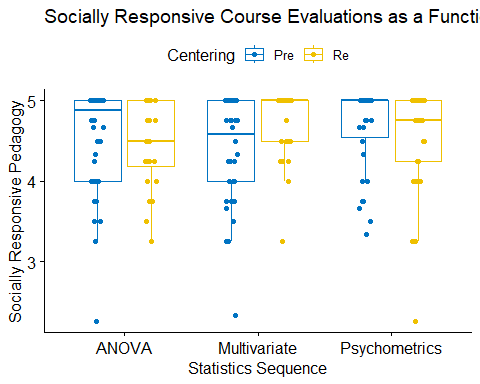 Socially Responsive Course Evaluations as a Functi
Centering Pre Re
Socially Responsive Pedagogy
5
4
3
ANOVA Multivariate Psychometrics
Statistics Sequence